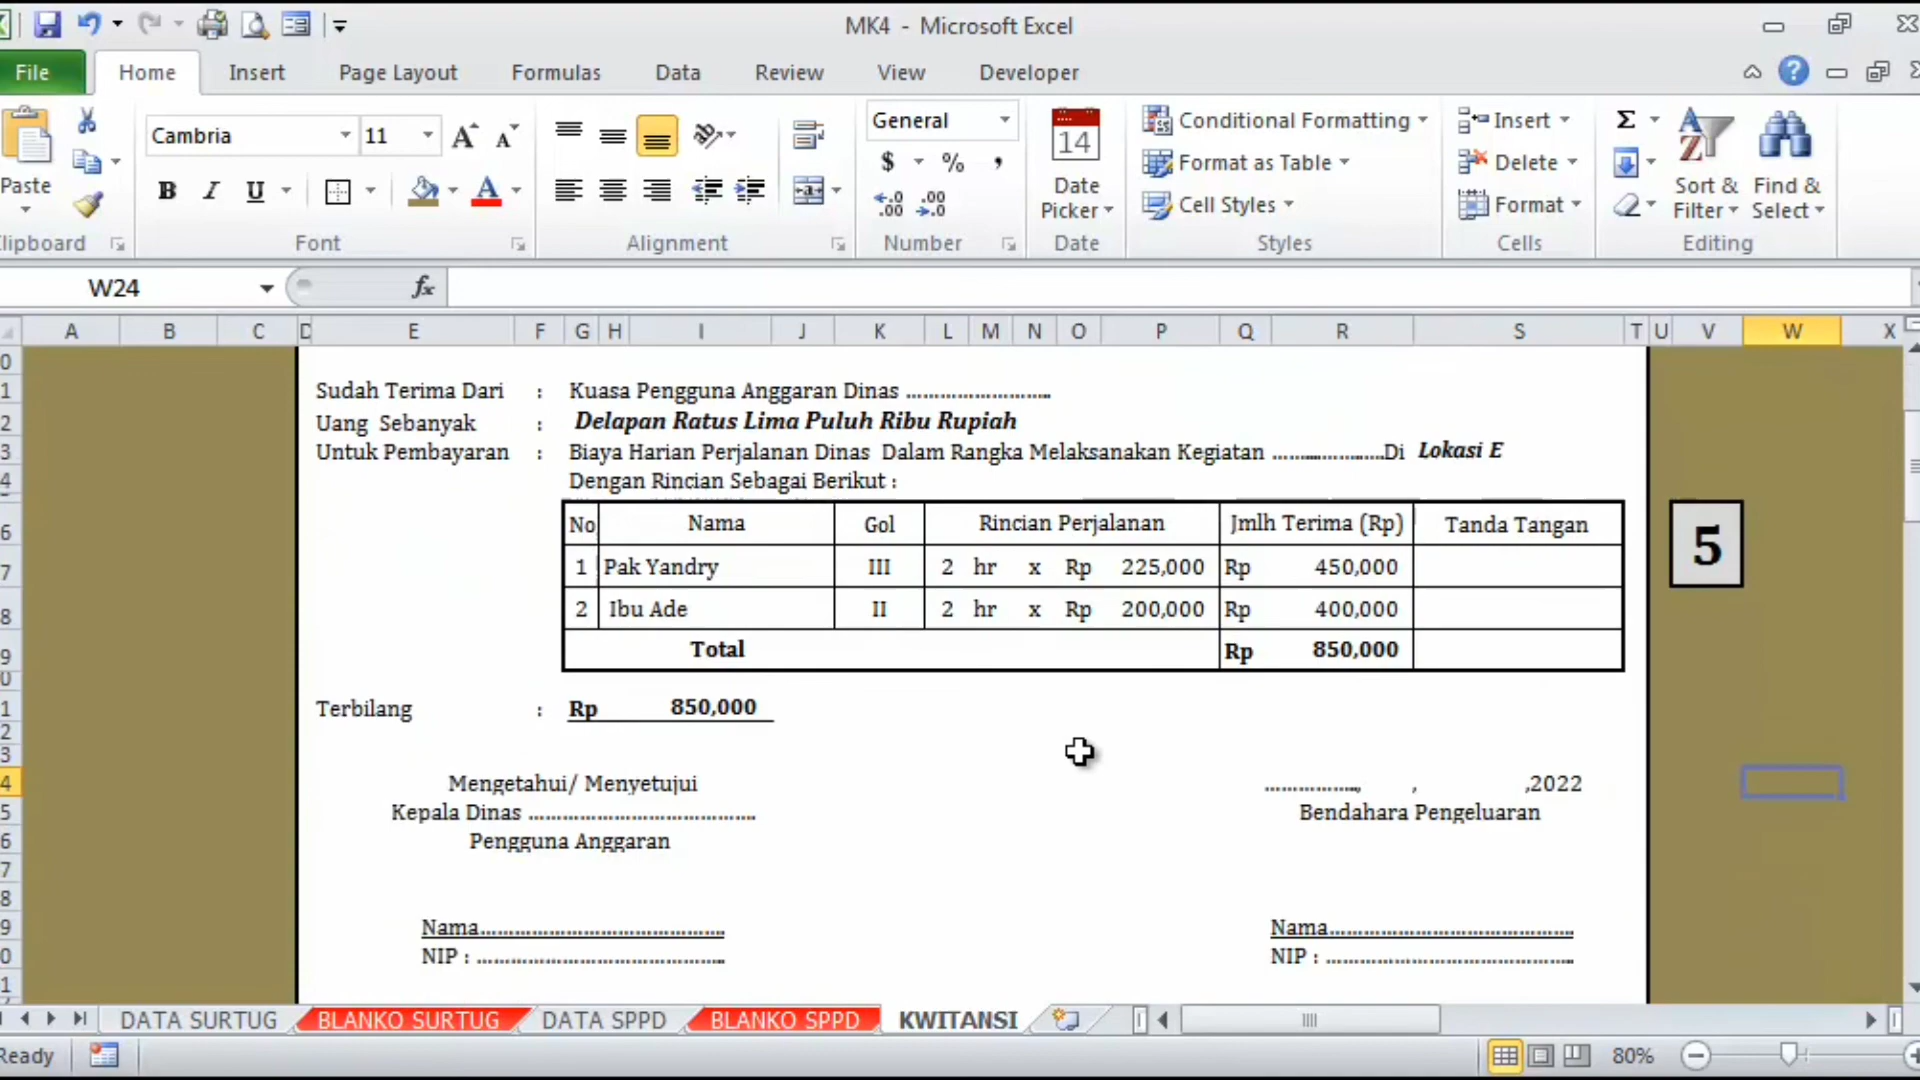 MK4 - Microsoft Excel
File Home Insert Page Layout Formulas Data Review View Developer
Cambria 11 General Conditional Formatting Insert
Paste Format as Table Delete
Date Picker Cell Styles Format Sort & Filter Find & Select
Font Alignment Number Date Styles Cells Editing
W24 fx
A B C D E F G H I J K L M N O P Q R S T U V W X
Sudah Terima Dari : Kuasa Pengguna Anggaran Dinas ..............................
Uang Sebanyak : Delapan Ratus Lima Puluh Ribu Rupiah
Untuk Pembayaran : Biaya Harian Perjalanan Dinas Dalam Rangka Melaksanakan Kegiatan .......................Di Lokasi E
Dengan Rincian Sebagai Berikut :
No Nama Gol Rincian Perjalanan Jmlh Terima (Rp) Tanda Tangan
5
1 Pak Yandry III 2 hr x Rp 225,000 Rp 450,000
2 Ibu Ade II 2 hr x Rp 200,000 Rp 400,000
Total Rp 850,000
Terbilang : Rp 850,000
Mengetahui/ Menyetujui ...................., , ,2022
Kepala Dinas ............................................... Bendahara Pengeluaran
Pengguna Anggaran
Nama.................................................. Nama..................................................
NIP : .................................................. NIP : ..................................................
DATA SURTUG BLANKO SURTUG DATA SPPD BLANKO SPPD KWITANSI
80%